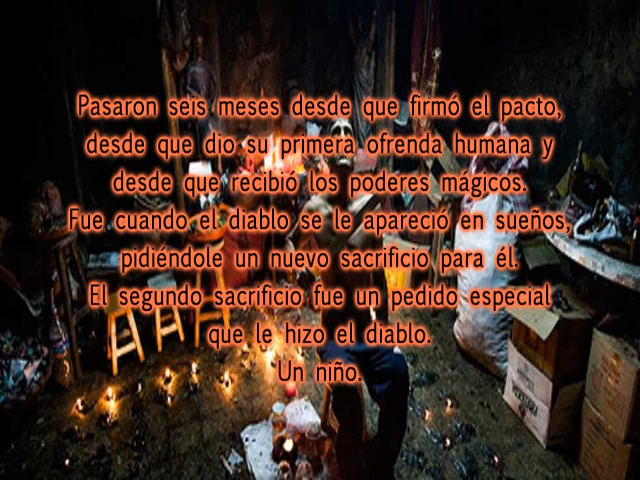 Pasaron seis meses desde que firmó el pacto,
desde que dio su primera ofrenda humana y
desde que recibió los poderes mágicos.
Fue cuando el diablo se le apareció en sueños,
pidiéndole un nuevo sacrificio para él.
El segundo sacrificio fue un pedido especial
que le hizo el diablo.
Un niño.